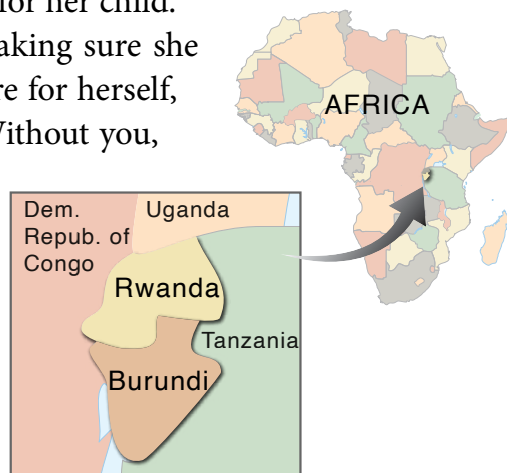 for her child.
aking sure she
re for herself,
Without you,
AFRICA
Dem.
Repub. of
Congo
Uganda
Rwanda
Tanzania
Burundi